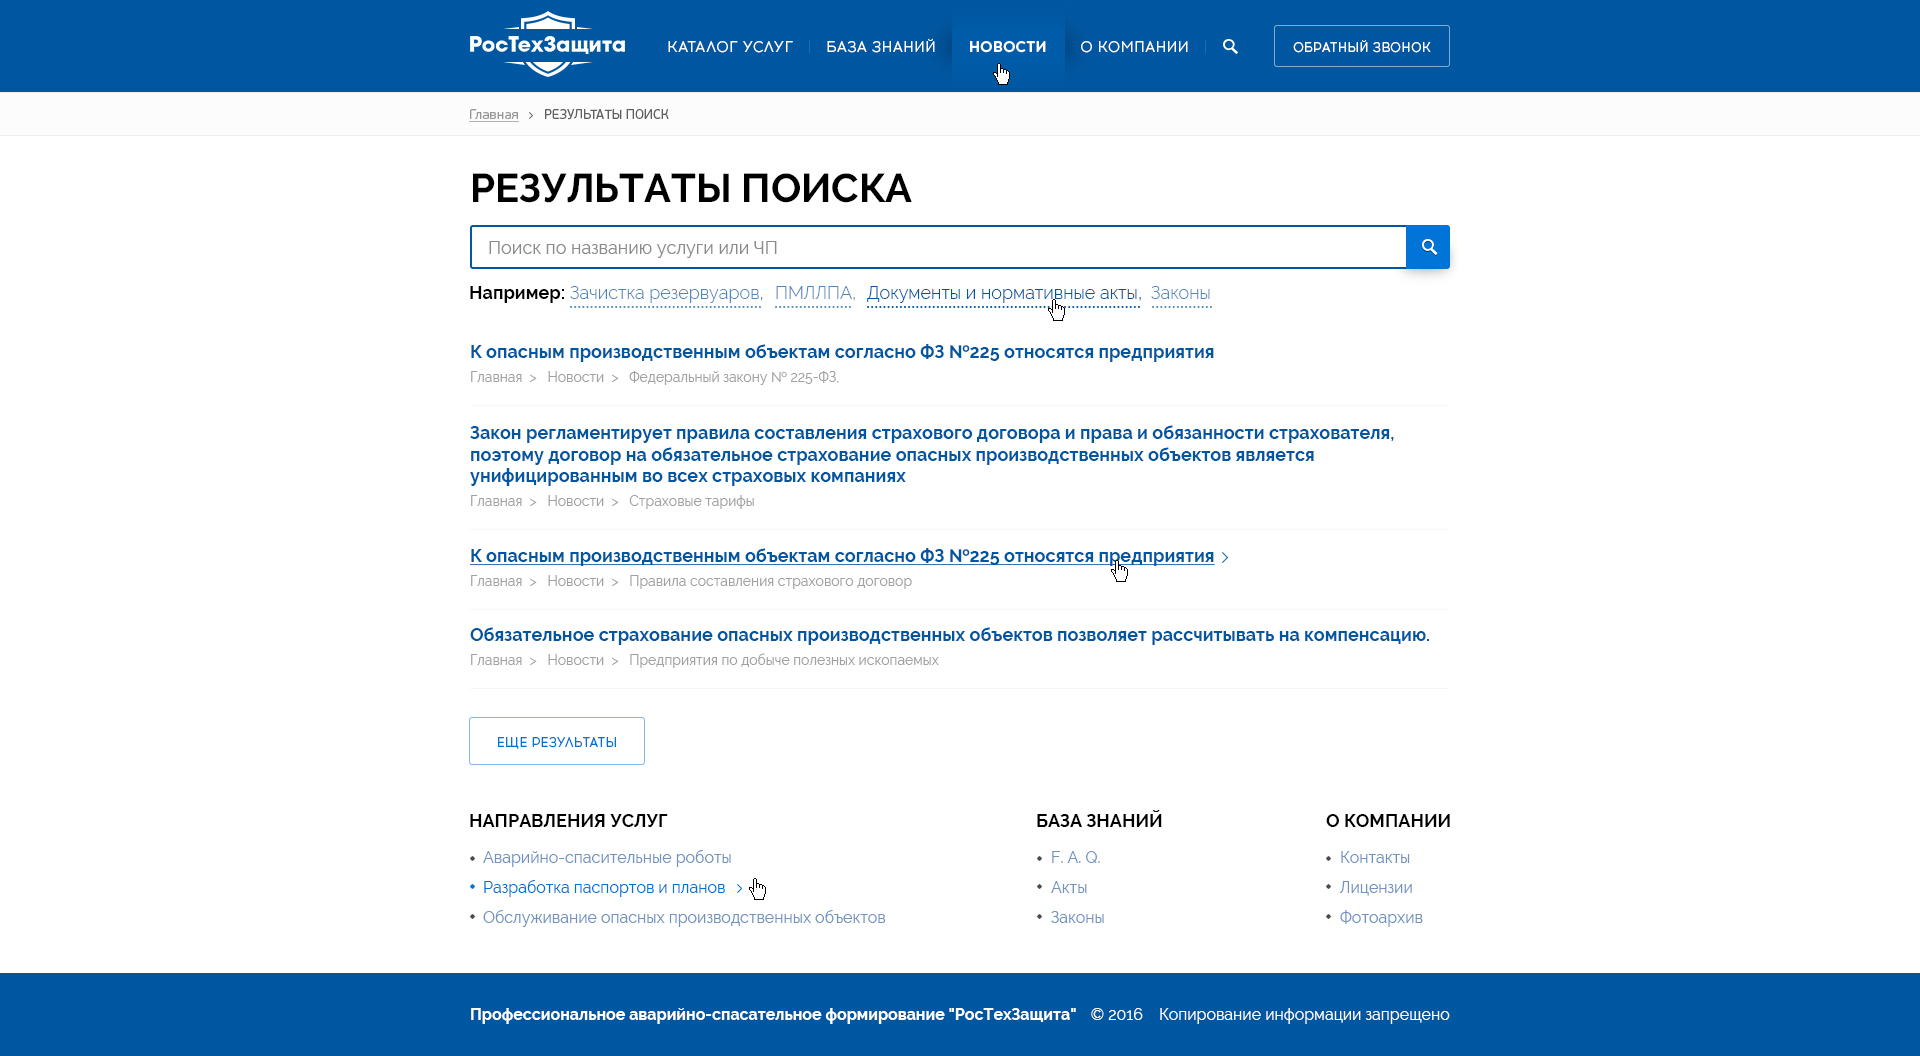 РосТехЗащита
КАТАЛОГ УСЛУГ БАЗА ЗНАНИЙ НОВОСТИ О КОМПАНИИ ОБРАТНЫЙ ЗВОНОК
Главная > РЕЗУЛЬТАТЫ ПОИСК
РЕЗУЛЬТАТЫ ПОИСКА
Поиск по названию услуги или ЧП
Например: Зачистка резервуаров, ПМЛЛПА, Документы и нормативные акты, Законы
К опасным производственным объектам согласно ФЗ №225 относятся предприятия
Главная > Новости > Федеральный закону № 225-ФЗ,
Закон регламентирует правила составления страхового договора и права и обязанности страхователя,
поэтому договор на обязательное страхование опасных производственных объектов является
унифицированным во всех страховых компаниях
Главная > Новости > Страховые тарифы
К опасным производственным объектам согласно ФЗ №225 относятся предприятия >
Главная > Новости > Правила составления страхового договор
Обязательное страхование опасных производственных объектов позволяет рассчитывать на компенсацию.
Главная > Новости > Предприятия по добыче полезных ископаемых
ЕЩЕ РЕЗУЛЬТАТЫ
НАПРАВЛЕНИЯ УСЛУГ
• Аварийно-спасительные роботы
• Разработка паспортов и планов >
• Обслуживание опасных производственных объектов
БАЗА ЗНАНИЙ
• F. A. Q.
• Акты
• Законы
О КОМПАНИИ
• Контакты
• Лицензии
• Фотоархив
Профессиональное аварийно-спасательное формирование "РосТехЗащита" © 2016 Копирование информации запрещено